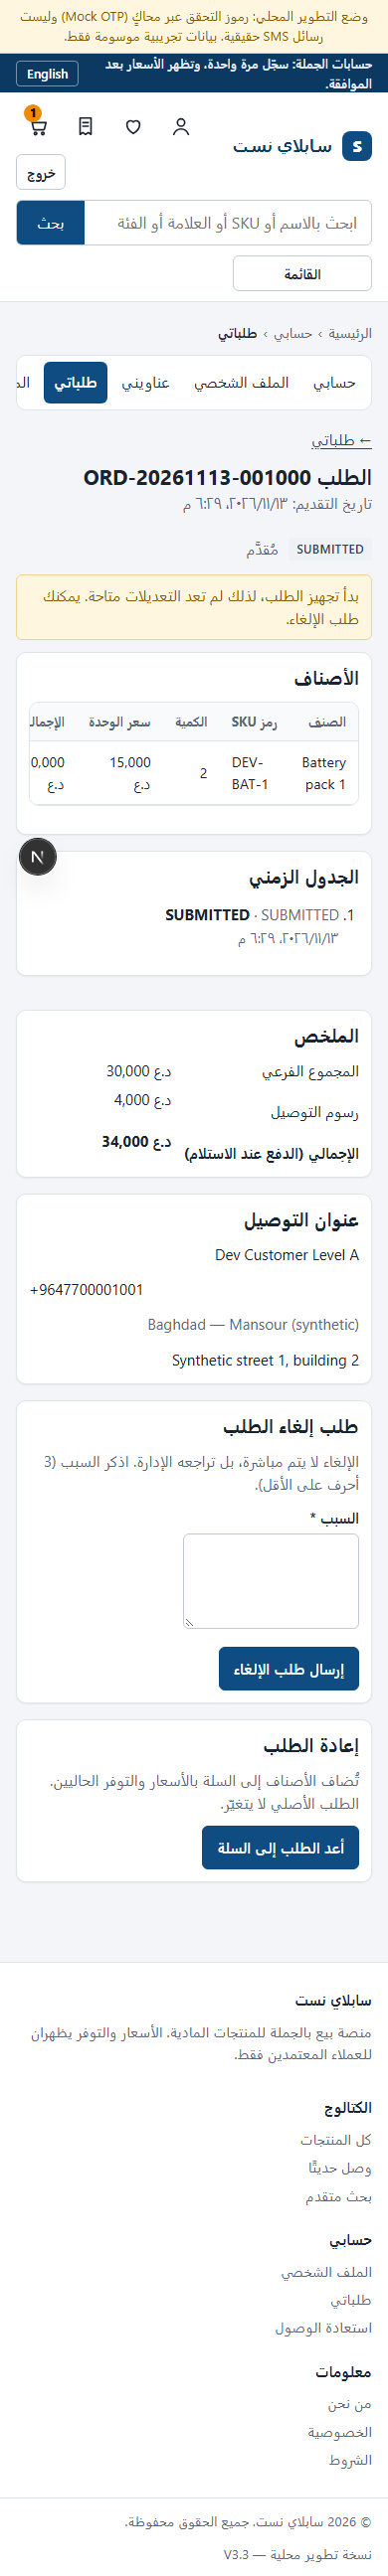 وضع التطوير المحلي: رموز التحقق عبر محاكٍ (Mock OTP) وليست
رسائل SMS حقيقية. بيانات تجريبية موسومة فقط.
حسابات الجملة: سجّل مرة واحدة، وتظهر الأسعار بعد
الموافقة.
English
سابلاي نست
S
1
خروج
ابحث بالاسم أو SKU أو العلامة أو الفئة
بحث
القائمة
الرئيسية › حسابي › طلباتي
حسابي
الملف الشخصي
عناويني
طلباتي
← طلباتي
الطلب ORD-20261113-001000
تاريخ التقديم: ٢٠٢٦/١١/١٣، ٦:٢٩ م
SUBMITTED مُقدَّم
بدأ تجهيز الطلب، لذلك لم تعد التعديلات متاحة. يمكنك
طلب الإلغاء.
الأصناف
الصنف رمز SKU الكمية سعر الوحدة
Battery pack 1
DEV-BAT-1
2
15,000 د.ع
0,000 د.ع
الجدول الزمني
N
1. SUBMITTED · SUBMITTED
٢٠٢٦/١١/١٣، ٦:٢٩ م
الملخص
المجموع الفرعي د.ع 30,000
رسوم التوصيل د.ع 4,000
الإجمالي (الدفع عند الاستلام) د.ع 34,000
عنوان التوصيل
Dev Customer Level A
+9647700001001
Baghdad — Mansour (synthetic)
Synthetic street 1, building 2
طلب إلغاء الطلب
الإلغاء لا يتم مباشرة، بل تراجعه الإدارة. اذكر السبب (3
أحرف على الأقل).
السبب *
إرسال طلب الإلغاء
إعادة الطلب
تُضاف الأصناف إلى السلة بالأسعار والتوفر الحاليين.
الطلب الأصلي لا يتغيّر.
أعد الطلب إلى السلة
سابلاي نست
منصة بيع بالجملة للمنتجات المادية. الأسعار والتوفر يظهران
للعملاء المعتمدين فقط.
الكتالوج
كل المنتجات
وصل حديثًا
بحث متقدم
حسابي
الملف الشخصي
طلباتي
استعادة الوصول
معلومات
من نحن
الخصوصية
الشروط
© 2026 سابلاي نست. جميع الحقوق محفوظة.
نسخة تطوير محلية — V3.3